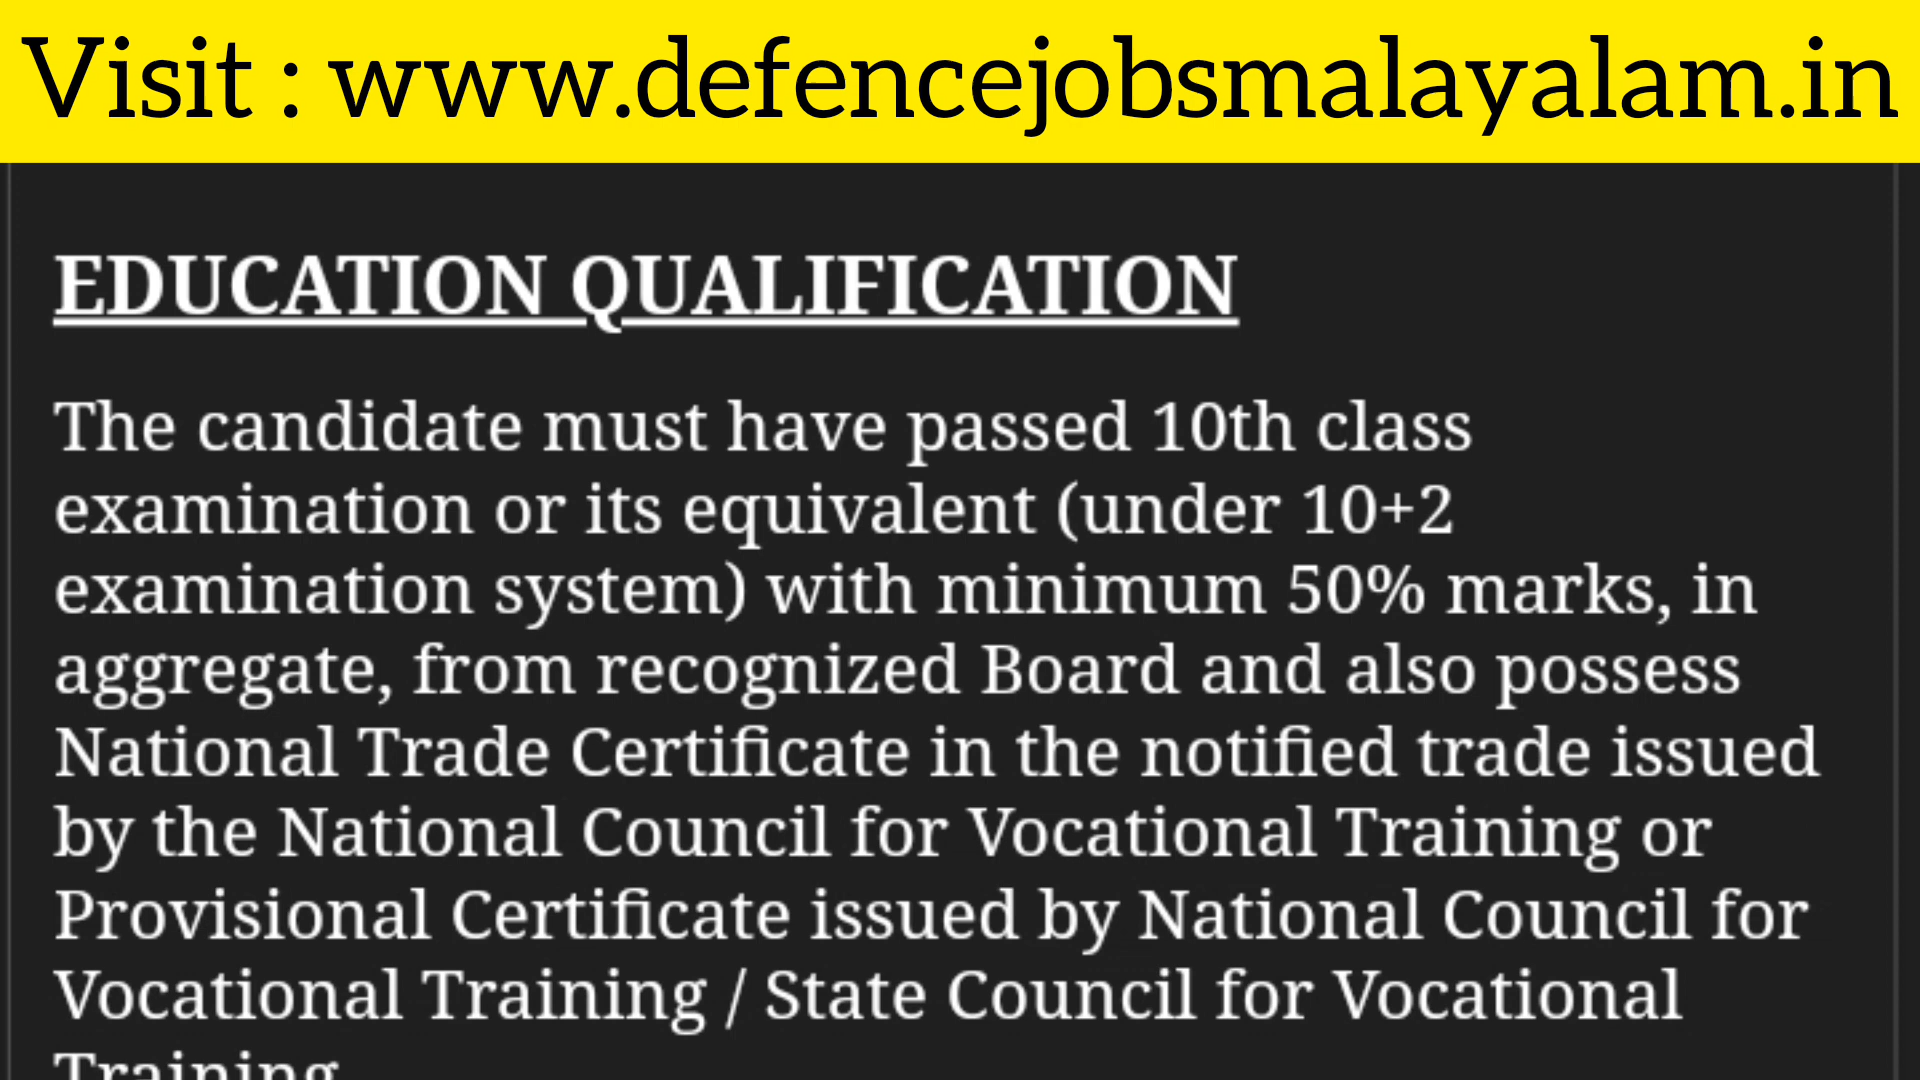 Visit : www.defencejobsmalayalam.in
EDUCATION QUALIFICATION
The candidate must have passed 10th class
examination or its equivalent (under 10+2
examination system) with minimum 50% marks, in
aggregate, from recognized Board and also possess
National Trade Certificate in the notified trade issued
by the National Council for Vocational Training or
Provisional Certificate issued by National Council for
Vocational Training / State Council for Vocational
Training